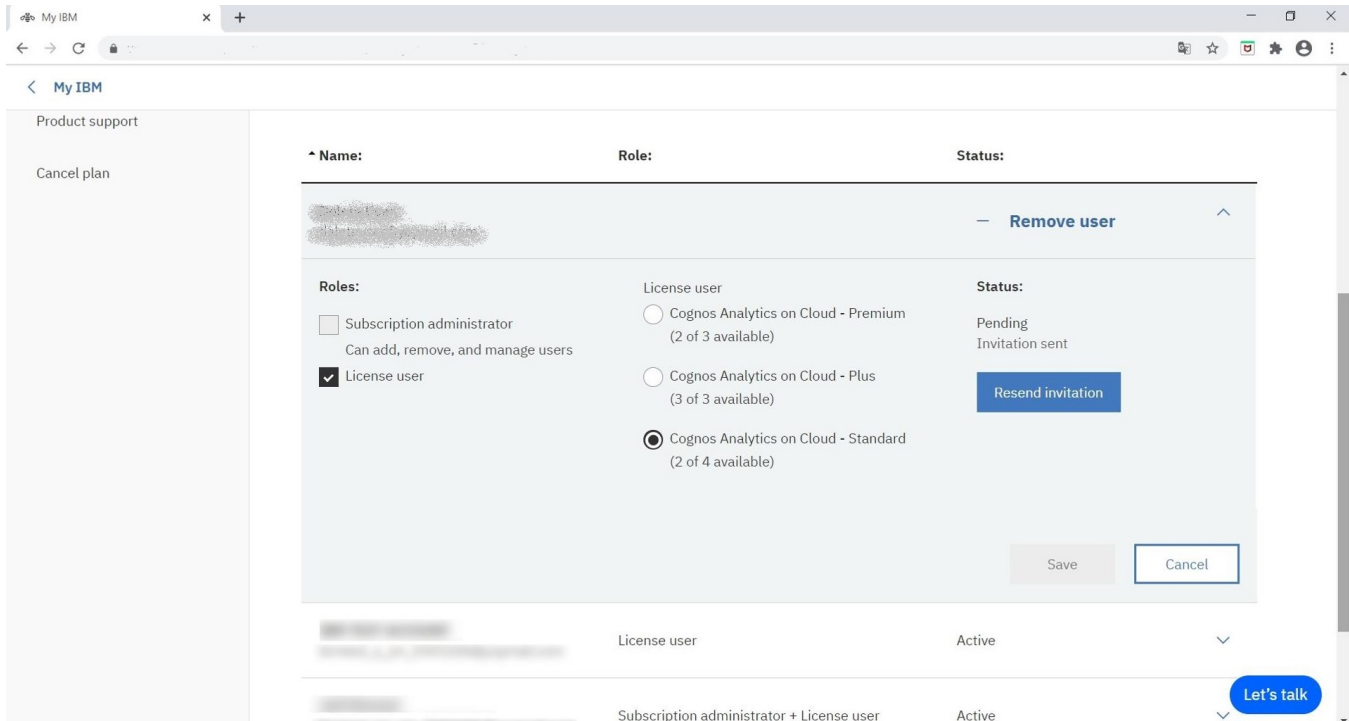 My IBM
My IBM
Product support
Cancel plan
Name: Role: Status:
Remove user
Roles:
Subscription administrator
Can add, remove, and manage users
License user
License user
Cognos Analytics on Cloud - Premium
(2 of 3 available)
Cognos Analytics on Cloud - Plus
(3 of 3 available)
Cognos Analytics on Cloud - Standard
(2 of 4 available)
Status:
Pending
Invitation sent
Resend invitation
Save Cancel
License user Active
Let's talk
Subscription administrator + License user Active